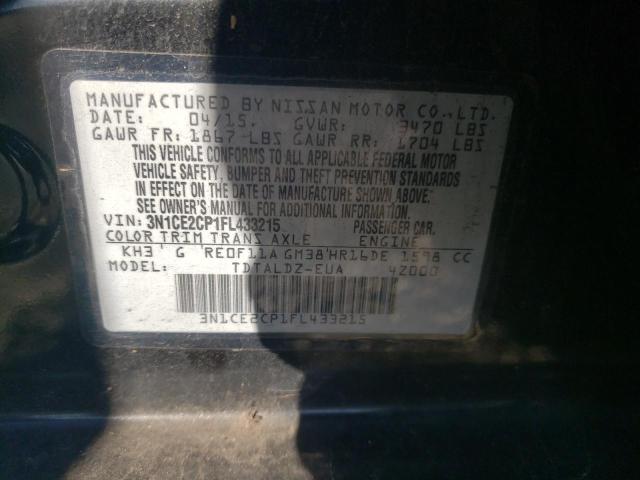 MANUFACTURED BY NISSAN MOTOR CO., LTD.
DATE: 04/15. GVWR: 3470 LBS
GAWR FR: 1867 LBS GAWR RR: 1704 LBS
THIS VEHICLE CONFORMS TO ALL APPLICABLE FEDERAL MOTOR
VEHICLE SAFETY, BUMPER AND THEFT PREVENTION STANDARDS
IN EFFECT ON THE DATE OF MANUFACTURE SHOWN ABOVE.
SEE OWNER'S MANUAL FOR ADDITIONAL INFORMATION.
VIN: 3N1CE2CP1FL433215 PASSENGER CAR.
COLOR TRIM TRANS AXLE ENGINE
KH3 G RE0F11A GM38 HR16DE 1598 CC
MODEL: TDTALDZ-EUA 42000
3N1CE2CP1FL433215